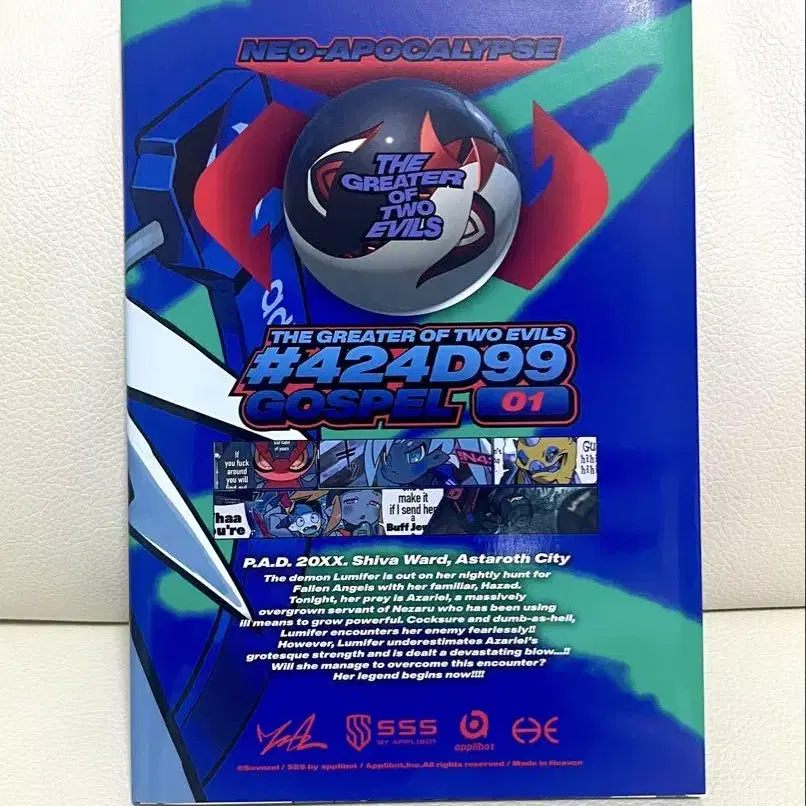 NEO-APOCALYPSE
THE
GREATER
OF
TWO
EVILS
THE GREATER OF TWO EVILS
#424D99
GOSPEL 01
If
you fuck
around
you will
make it
if I send her
a
Buff Jew
P.A.D. 20XX. Shiva Ward, Astaroth City
The demon Lumifer is out on her nightly hunt for
Fallen Angels with her familiar, Hazad.
Tonight, her prey is Azariel, a massively
overgrown servant of Nezaru who has been using
ill means to grow powerful. Cocksure and dumb-as-hell,
Lumifer encounters her enemy fearlessly!!
However, Lumifer underestimates Azariel's
grotesque strength and is dealt a devastating blow...!!
Will she manage to overcome this encounter?
Her legend begins now!!!!
SSS
BY APPLIBOT
applibot
/ SSS by applibot / Applibot,Inc.All rights reserved / Made in Heaven